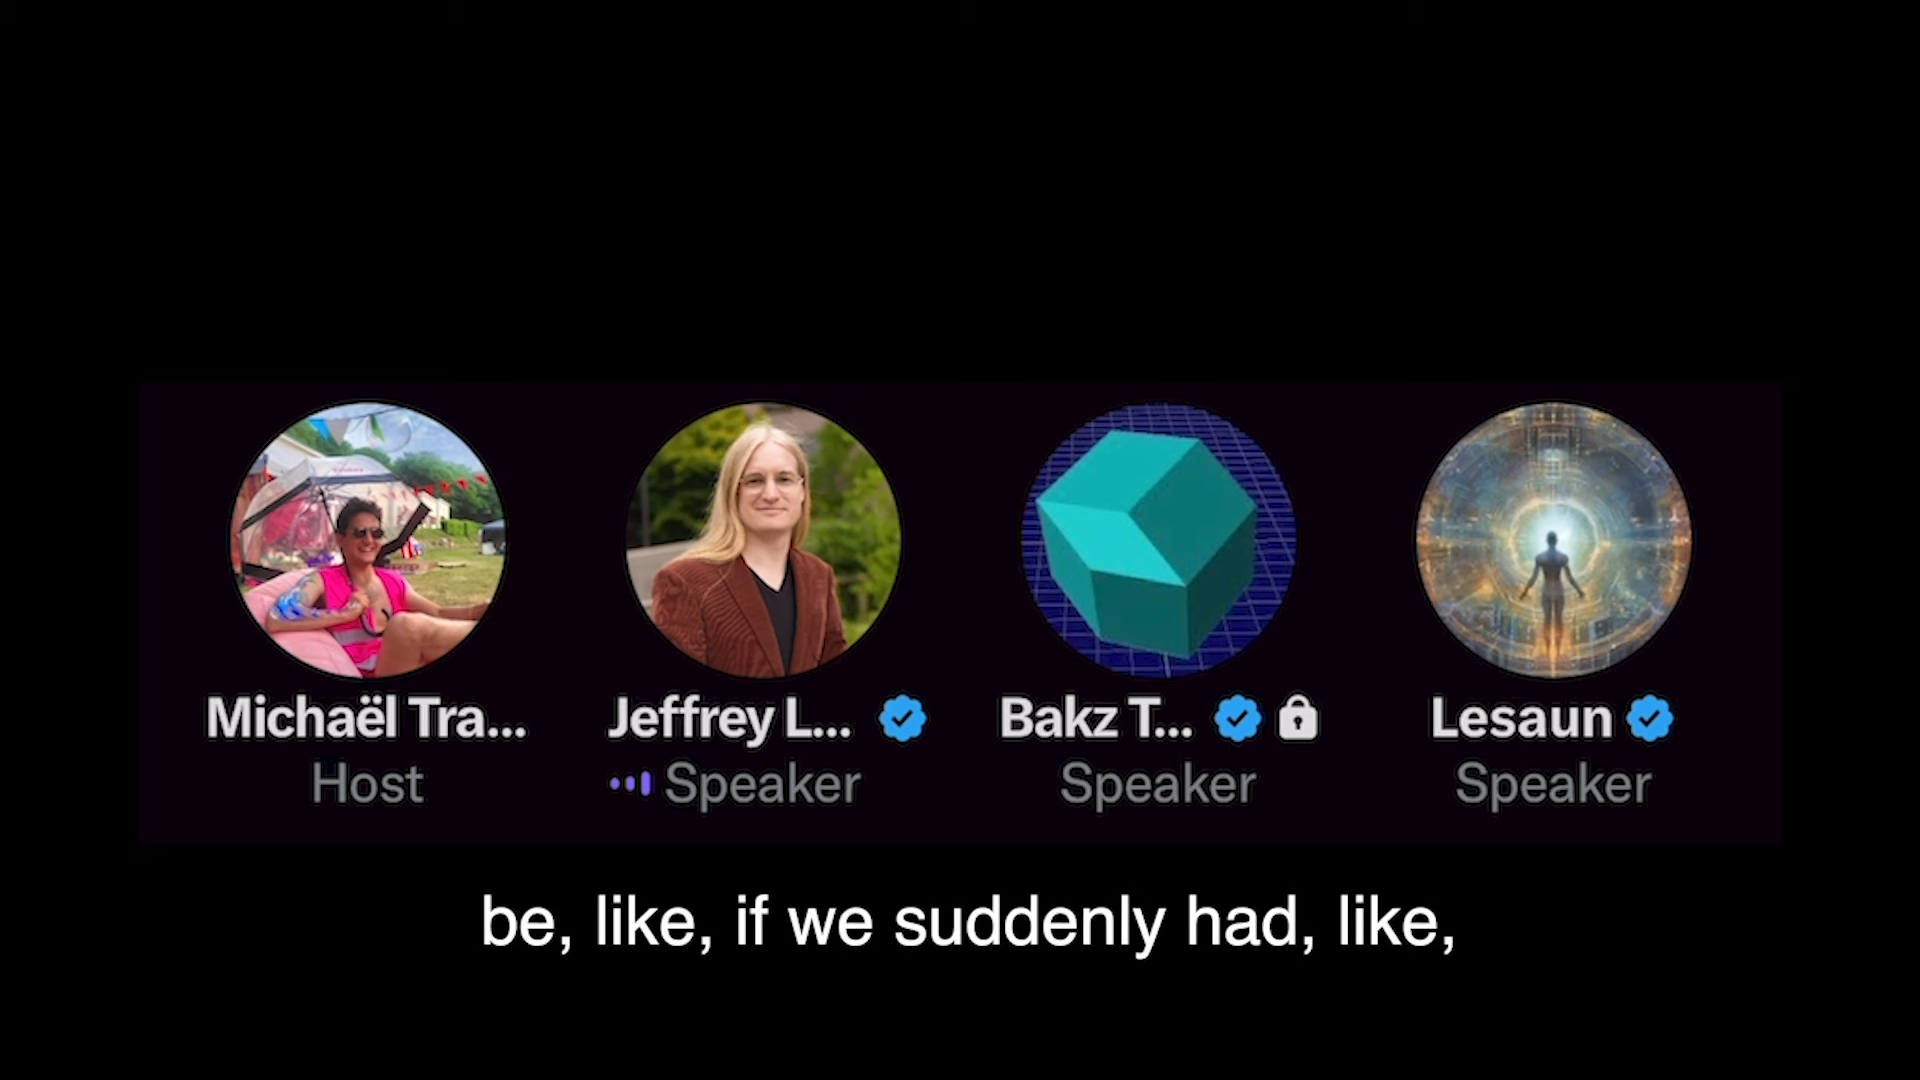 Michaël Tra... Jeffrey L... Bakz T... Lesaun
Host Speaker Speaker Speaker
be, like, if we suddenly had, like,